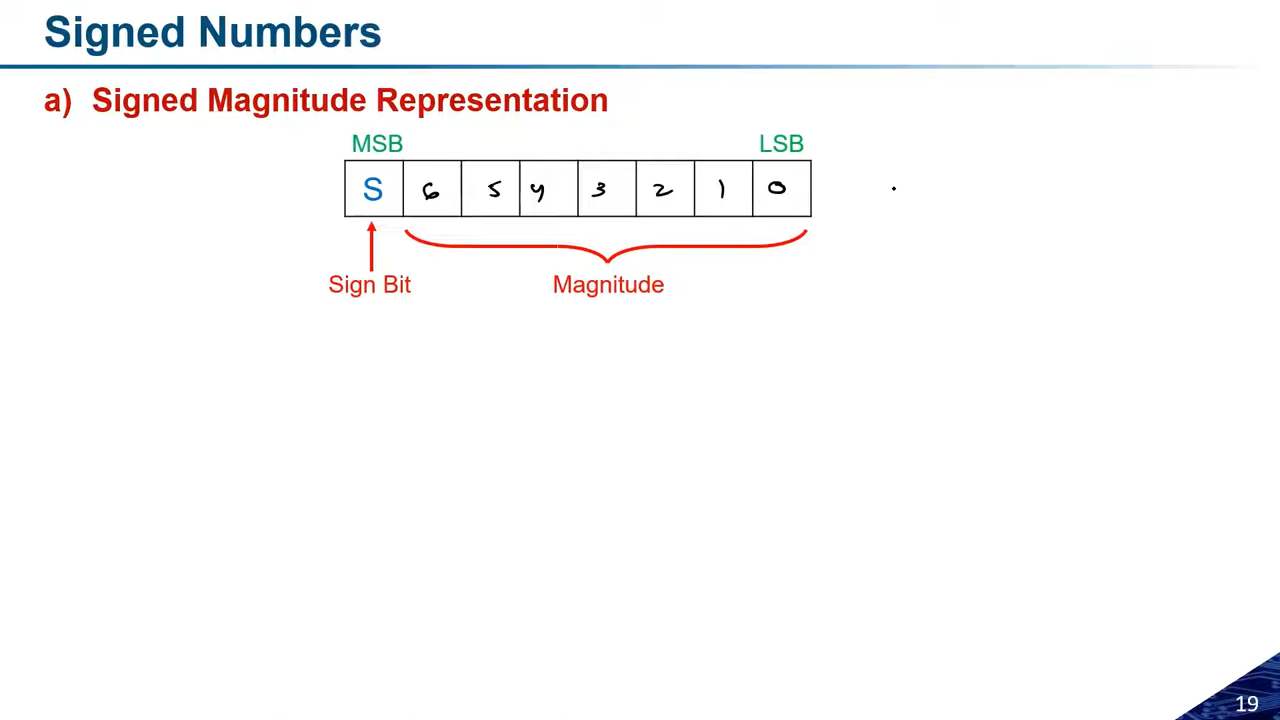 Signed Numbers
a) Signed Magnitude Representation
MSB LSB
S 6 5 4 3 2 1 0
Sign Bit Magnitude
19